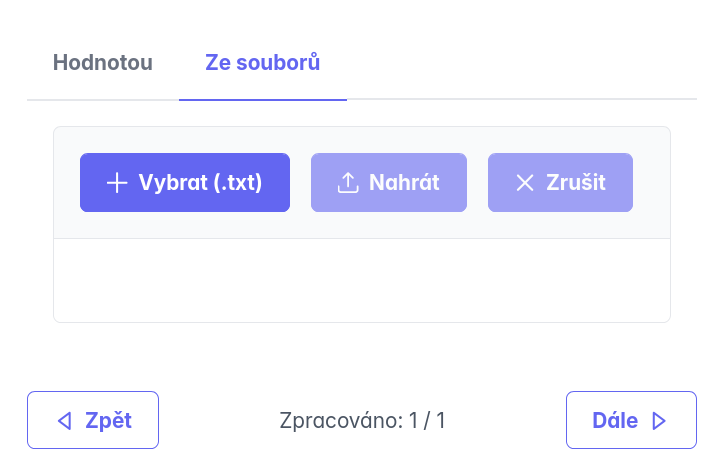 Hodnotou Ze souborů
Vybrat (.txt) Nahrát Zrušit
Zpět Zpracováno: 1 / 1 Dále